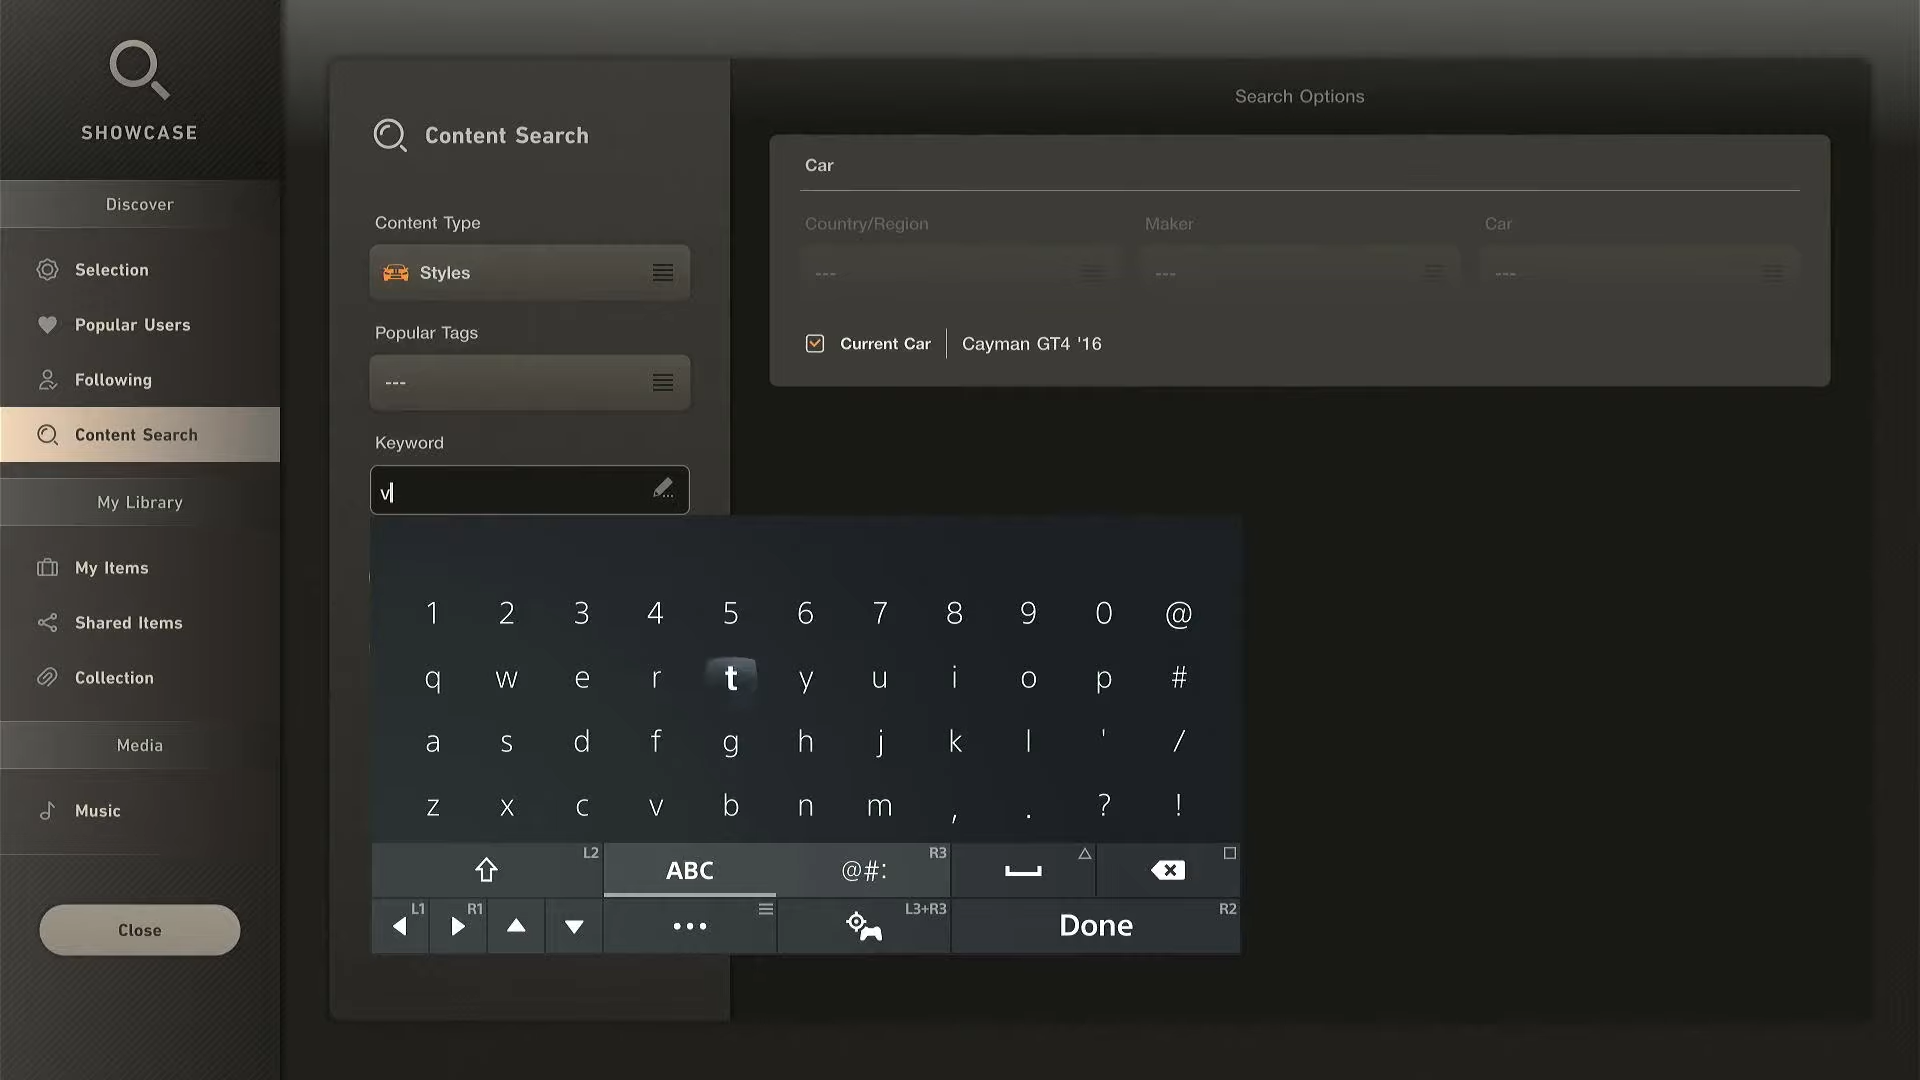 SHOWCASE
Discover
Selection
Popular Users
Following
Content Search
My Library
My Items
Shared Items
Collection
Media
Music
Close
Content Search
Content Type
Styles
Popular Tags
---
Keyword
v
Search Options
Car
Country/Region Maker Car
--- --- ---
Current Car Cayman GT4 '16
1 2 3 4 5 6 7 8 9 0 @
q w e r t y u i o p #
a s d f g h j k l ' /
z x c v b n m , . ? !
L2 ABC @#: R3
L1 R1 ... L3+R3 Done R2